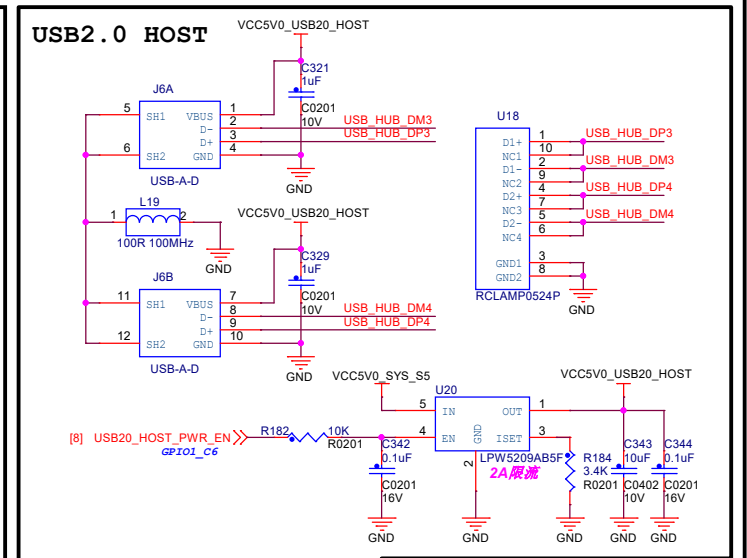 USB2.0 HOST
VCC5V0_USB20_HOST
C321
1uF
C0201
10V
J6A
5 SH1 VBUS 1
D- 2 USB_HUB_DM3
D+ 3 USB_HUB_DP3
6 SH2 GND 4
USB-A-D
GND
L19
1 2
100R 100MHz
GND
VCC5V0_USB20_HOST
C329
1uF
C0201
10V
J6B
11 SH1 VBUS 7
D- 8 USB_HUB_DM4
D+ 9 USB_HUB_DP4
12 SH2 GND 10
USB-A-D
GND
U18
D1+ 1 USB_HUB_DP3
NC1 10
D1- 2 USB_HUB_DM3
NC2 9
D2+ 4 USB_HUB_DP4
NC3 7
D2- 5 USB_HUB_DM4
NC4 6
GND1 3
GND2 8
RCLAMP0524P
GND
VCC5V0_SYS_S5
U20
VCC5V0_USB20_HOST
5 IN OUT 1
4 EN GND ISET 3
2
LPW5209AB5F
2A限流
[8] USB20_HOST_PWR_EN
GPIO1_C6
R182 10K
R0201
C342
0.1uF
C0201
16V
GND
GND
R184
3.4K
R0201
GND
C343
10uF
C0402
10V
GND
C344
0.1uF
C0201
16V
GND